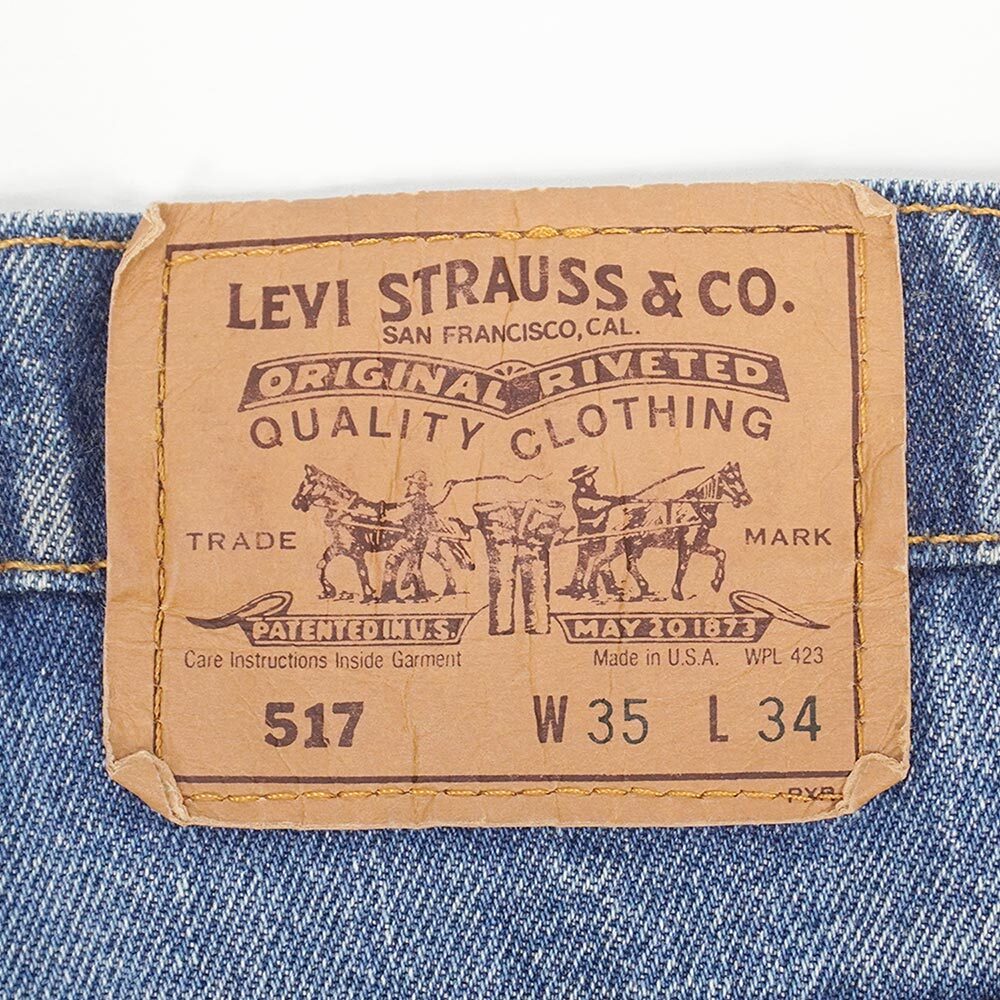 LEVI STRAUSS & CO.
SAN FRANCISCO, CAL.
ORIGINAL RIVETED
QUALITY CLOTHING
TRADE MARK
PATENTED IN U.S. MAY 20 1873
Care Instructions Inside Garment Made in U.S.A. WPL 423
517 W 35 L 34